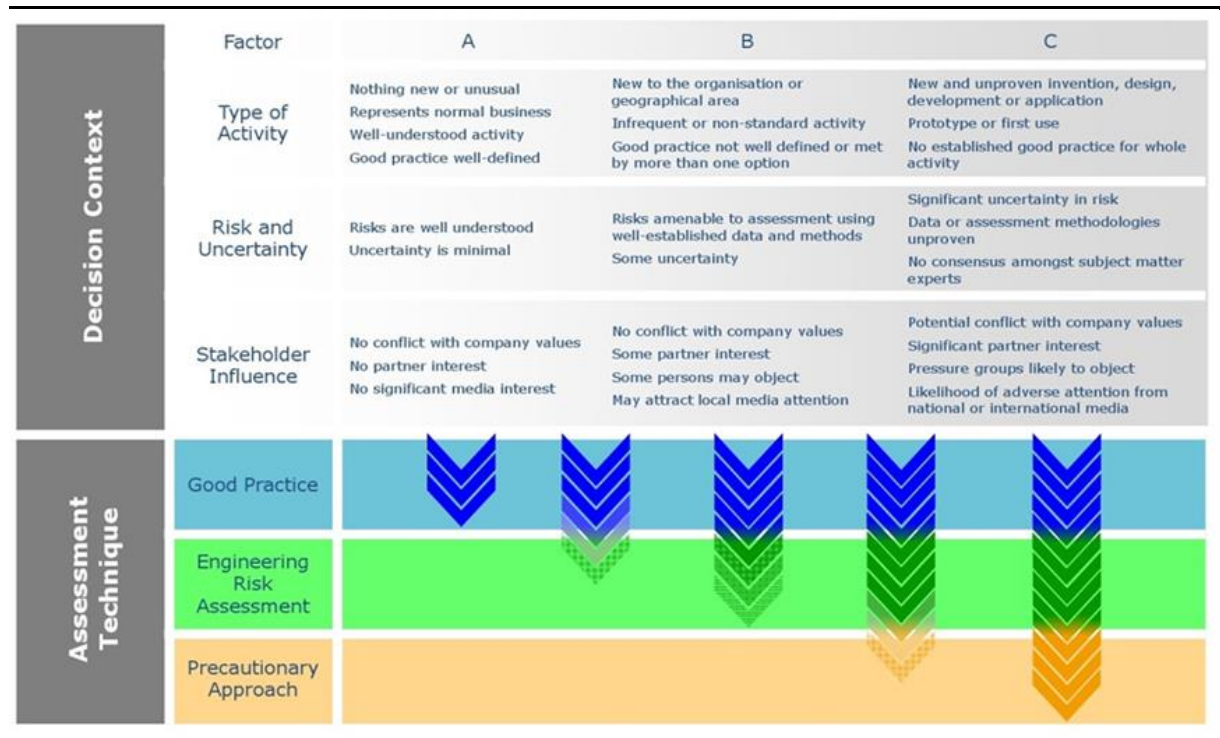 Decision Context
Factor
A
B
C
Type of
Activity
Nothing new or unusual
Represents normal business
Well-understood activity
Good practice well-defined
New to the organisation or
geographical area
Infrequent or non-standard activity
Good practice not well defined or met
by more than one option
New and unproven invention, design,
development or application
Prototype or first use
No established good practice for whole
activity
Risk and
Uncertainty
Risks are well understood
Uncertainty is minimal
Risks amenable to assessment using
well-established data and methods
Some uncertainty
Significant uncertainty in risk
Data or assessment methodologies
unproven
No consensus amongst subject matter
experts
Stakeholder
Influence
No conflict with company values
No partner interest
No significant media interest
No conflict with company values
Some partner interest
Some persons may object
May attract local media attention
Potential conflict with company values
Significant partner interest
Pressure groups likely to object
Likelihood of adverse attention from
national or international media
Assessment
Technique
Good Practice
Engineering
Risk
Assessment
Precautionary
Approach